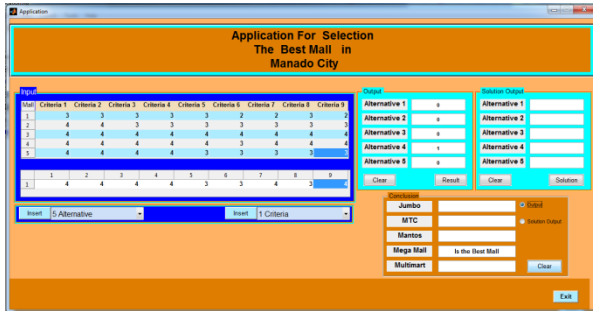 Application
Application For Selection
The Best Mall in
Manado City
Input
Mall Criteria 1 Criteria 2 Criteria 3 Criteria 4 Criteria 5 Criteria 6 Criteria 7 Criteria 8 Criteria 9
1 3 3 3 3 3 2 2 3 2
2 4 4 3 3 3 3 3 3 3
3 4 4 4 4 4 4 4 4 4
4 4 4 4 4 4 3 4 4 4
5 4 4 4 4 3 3 3 3 3
1 2 3 4 5 6 7 8 9
1 4 4 4 4 3 3 4 3 4
Insert 5 Alternative
Insert 1 Criteria
Output
Alternative 1 0
Alternative 2 0
Alternative 3 0
Alternative 4 1
Alternative 5 0
Clear Result
Solution Output
Alternative 1
Alternative 2
Alternative 3
Alternative 4
Alternative 5
Clear Solution
Conclusion
Jumbo
MTC
Mantos
Mega Mall Is the Best Mall
Multimart
Output
Solution Output
Clear
Exit